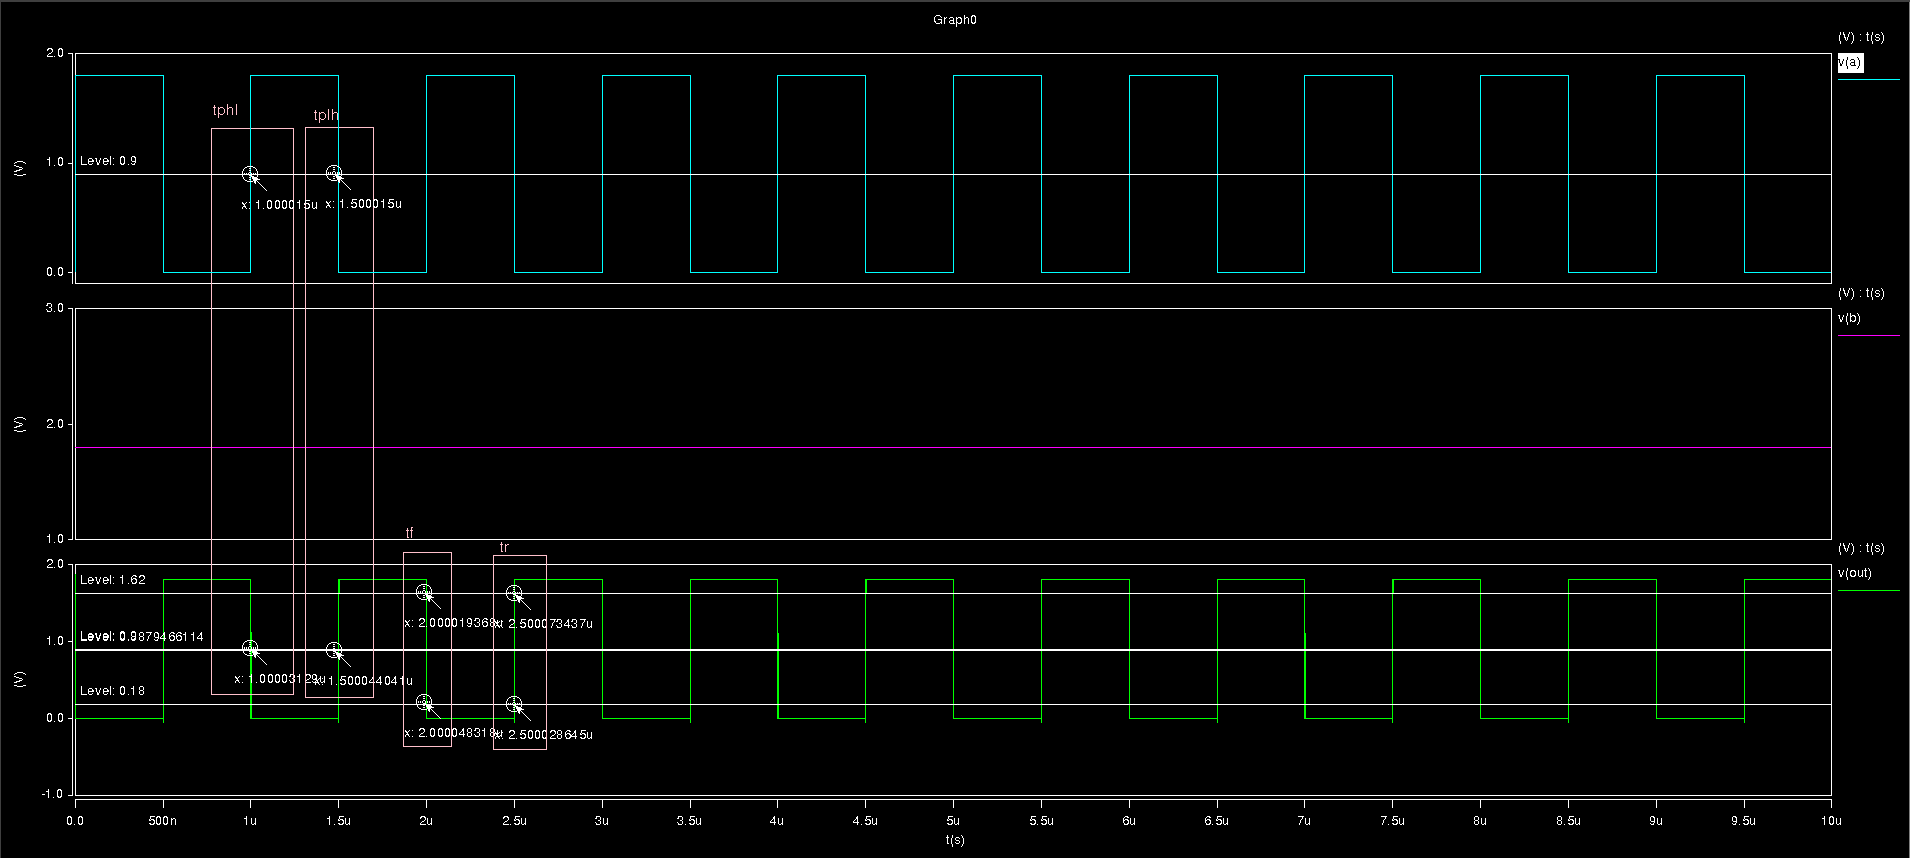 Graph0
(V) : t(s)
v(a)
2.0
1.0
0.0
(V)
tphl
tplh
Level: 0.9
x: 1.000015u
x: 1.500015u
(V) : t(s)
v(b)
3.0
2.0
1.0
(V)
tf
tr
(V) : t(s)
v(out)
2.0
1.0
0.0
-1.0
(V)
Level: 1.62
x: 2.000019368
x: 2.500073437u
Level:
x: 1.00003129
1.500044041u
Level: 0.18
x: 2.000048318
2.500028645u
0.0 500n 1u 1.5u 2u 2.5u 3u 3.5u 4u 4.5u 5u 5.5u 6u 6.5u 7u 7.5u 8u 8.5u 9u 9.5u 10u
t(s)